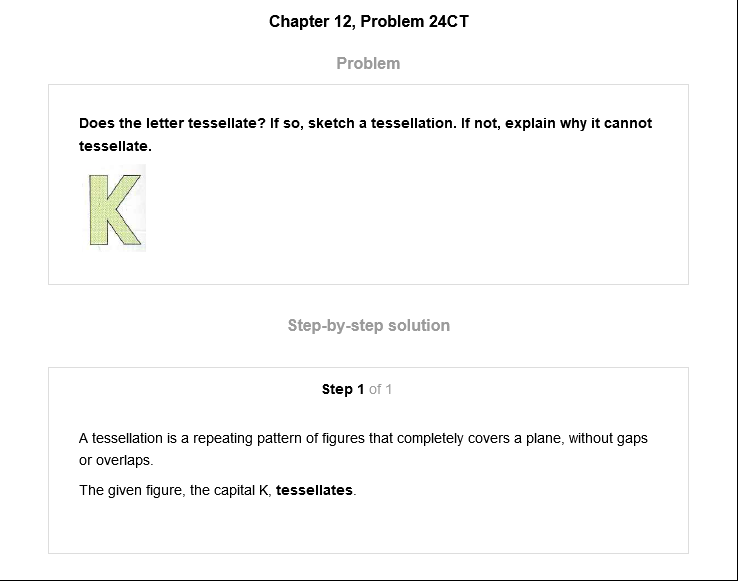 Chapter 12, Problem 24CT
Problem
Does the letter tessellate? If so, sketch a tessellation. If not, explain why it cannot
tessellate.
K
Step-by-step solution
Step 1 of 1
A tessellation is a repeating pattern of figures that completely covers a plane, without gaps
or overlaps.
The given figure, the capital K, tessellates.